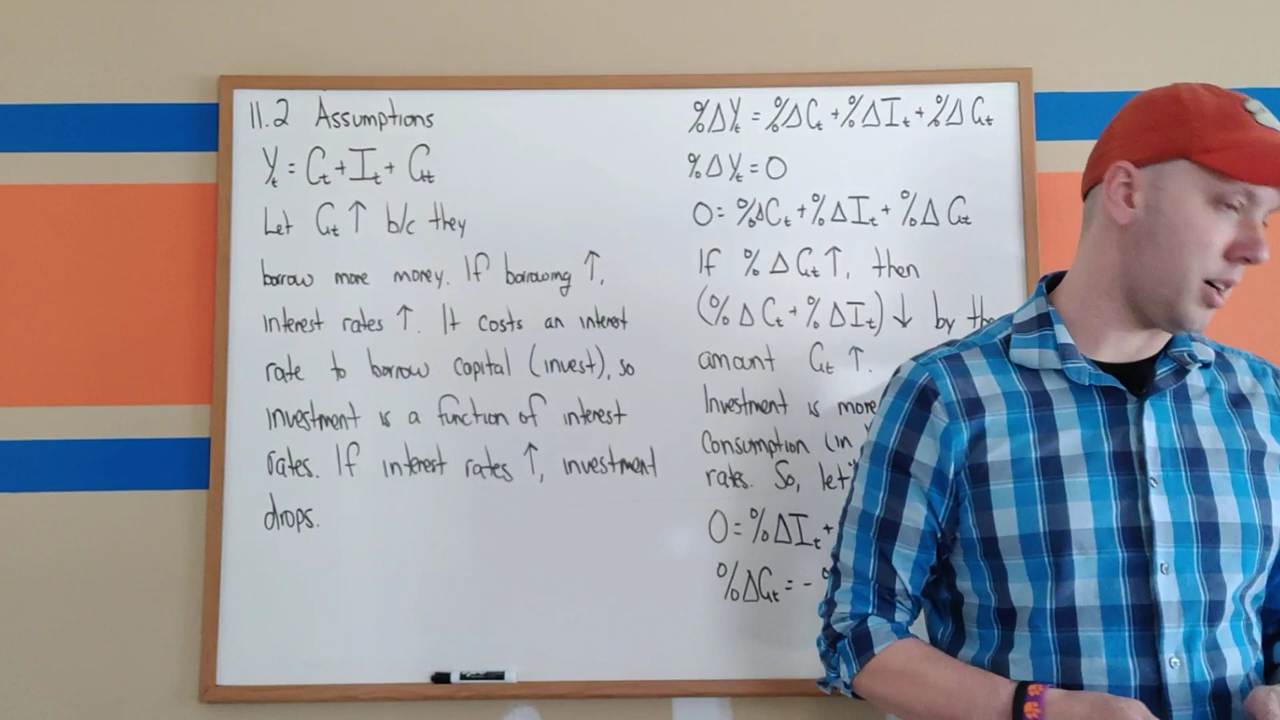 11.2 Assumptions
Yt = Ct + It + Gt
Let Gt ↑ b/c they
borrow more money. If borrowing ↑,
interest rates ↑. It costs an interest
rate to borrow capital (invest), so
investment is a function of interest
rates. If interest rates ↑, investment
drops.
%ΔYt = %ΔCt + %ΔIt + %ΔGt
%ΔYt = 0
0 = %ΔCt + %ΔIt + %ΔGt
If %ΔGt ↑, then
(%ΔCt + %ΔIt) ↓ by
amant Gt ↑.
Investment is more
Consumption (in
rates. So, let
0 = %ΔIt +
%ΔGt = -